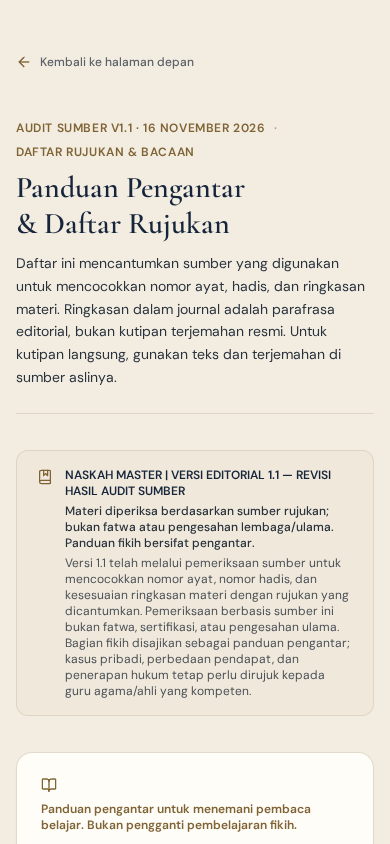 Kembali ke halaman depan
AUDIT SUMBER V1.1 · 16 NOVEMBER 2026 ·
DAFTAR RUJUKAN & BACAAN
Panduan Pengantar
& Daftar Rujukan
Daftar ini mencantumkan sumber yang digunakan
untuk mencocokkan nomor ayat, hadis, dan ringkasan
materi. Ringkasan dalam journal adalah parafrasa
editorial, bukan kutipan terjemahan resmi. Untuk
kutipan langsung, gunakan teks dan terjemahan di
sumber aslinya.
NASKAH MASTER | VERSI EDITORIAL 1.1 — REVISI
HASIL AUDIT SUMBER
Materi diperiksa berdasarkan sumber rujukan;
bukan fatwa atau pengesahan lembaga/ulama.
Panduan fikih bersifat pengantar.
Versi 1.1 telah melalui pemeriksaan sumber untuk
mencocokkan nomor ayat, nomor hadis, dan
kesesuaian ringkasan materi dengan rujukan yang
dicantumkan. Pemeriksaan berbasis sumber ini
bukan fatwa, sertifikasi, atau pengesahan ulama.
Bagian fikih disajikan sebagai panduan pengantar;
kasus pribadi, perbedaan pendapat, dan
penerapan hukum tetap perlu dirujuk kepada
guru agama/ahli yang kompeten.
Panduan pengantar untuk menemani pembaca
belajar. Bukan pengganti pembelajaran fikih.